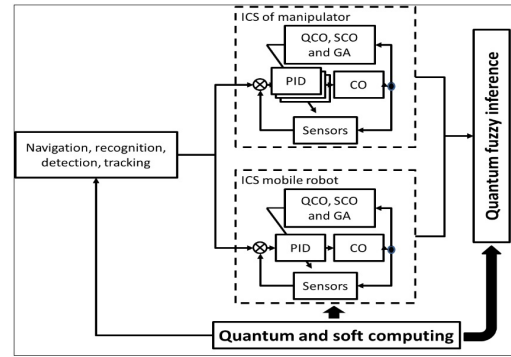 ICS of manipulator
QCO, SCO
and GA
PID
CO
Sensors
Navigation, recognition,
detection, tracking
ICS mobile robot
QCO, SCO
and GA
PID
CO
Sensors
Quantum fuzzy inference
Quantum and soft computing